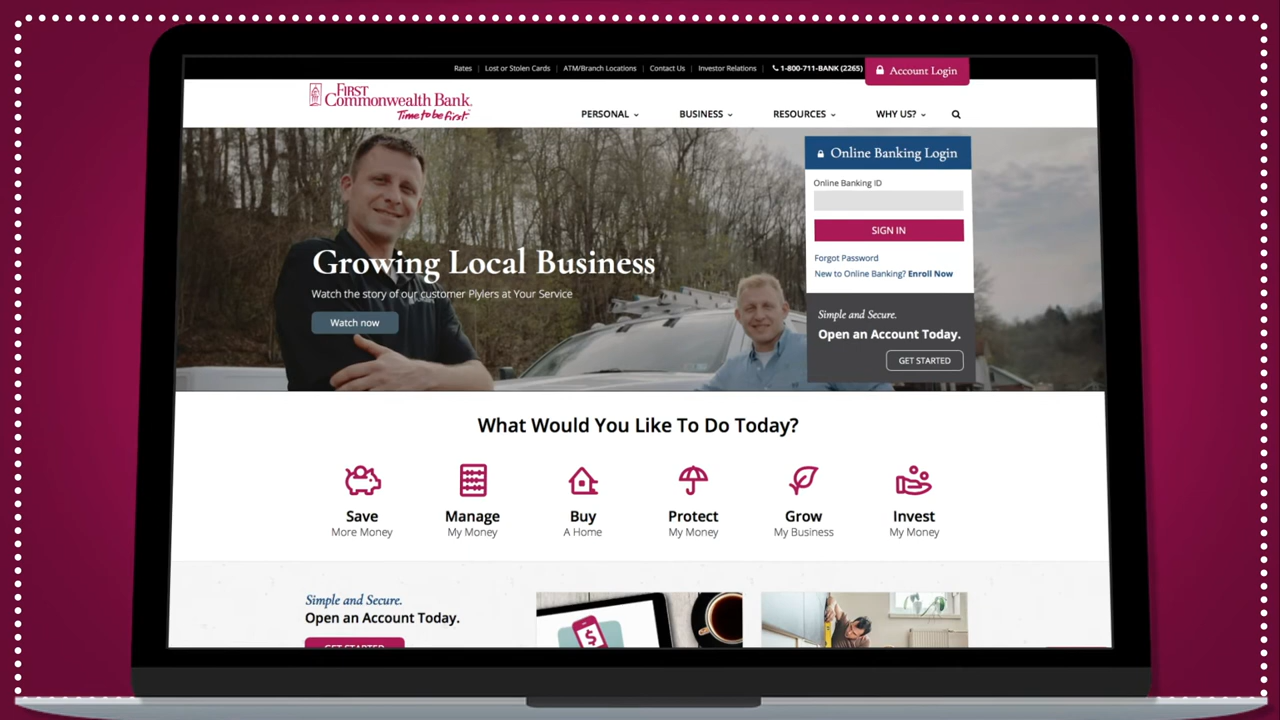 Rates
Lost or Stolen Cards
ATM/Branch Locations
Contact Us
Investor Relations
1-800-711-BANK (2265)
Account Login
FIRST
Commonwealth Bank.
Time to be first.
PERSONAL
BUSINESS
RESOURCES
WHY US?
Online Banking Login
Online Banking ID
SIGN IN
Forgot Password
New to Online Banking? Enroll Now
Growing Local Business
Watch the story of our customer Plylers at Your Service
Watch now
Simple and Secure.
Open an Account Today.
GET STARTED
What Would You Like To Do Today?
Save
More Money
Manage
My Money
Buy
A Home
Protect
My Money
Grow
My Business
Invest
My Money
Simple and Secure.
Open an Account Today.
GET STARTED